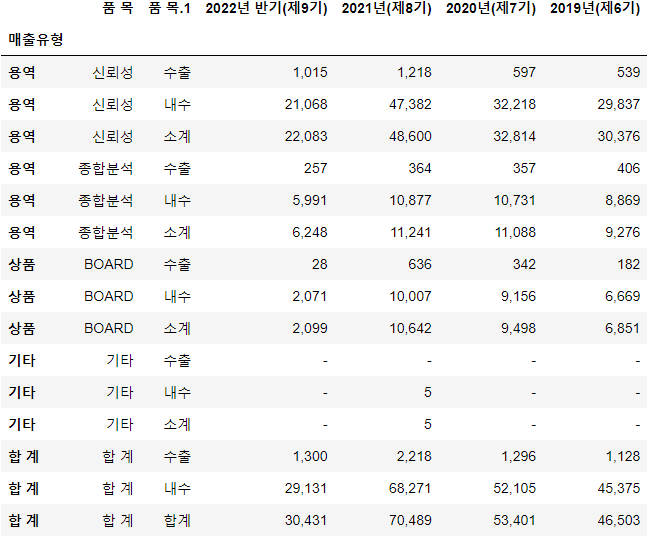 품 목 품 목.1 2022년 반기(제9기) 2021년(제8기) 2020년(제7기) 2019년(제6기)
매출유형
용역 신뢰성 수출 1,015 1,218 597 539
용역 신뢰성 내수 21,068 47,382 32,218 29,837
용역 신뢰성 소계 22,083 48,600 32,814 30,376
용역 종합분석 수출 257 364 357 406
용역 종합분석 내수 5,991 10,877 10,731 8,869
용역 종합분석 소계 6,248 11,241 11,088 9,276
상품 BOARD 수출 28 636 342 182
상품 BOARD 내수 2,071 10,007 9,156 6,669
상품 BOARD 소계 2,099 10,642 9,498 6,851
기타 기타 수출 - - - -
기타 기타 내수 - 5 - -
기타 기타 소계 - 5 - -
합 계 합 계 수출 1,300 2,218 1,296 1,128
합 계 합 계 내수 29,131 68,271 52,105 45,375
합 계 합 계 합계 30,431 70,489 53,401 46,503